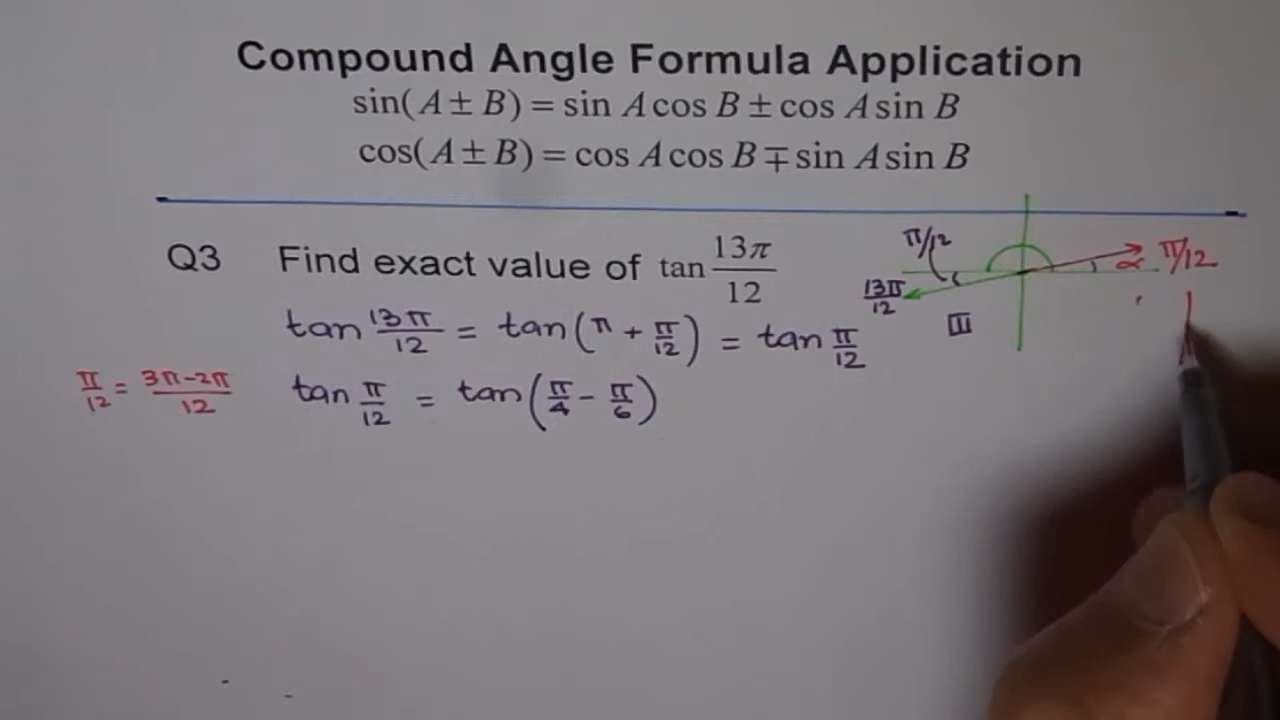 Compound Angle Formula Application
sin(A ± B) = sin A cos B ± cos A sin B
cos(A ± B) = cos A cos B ∓ sin A sin B
Q3 Find exact value of tan 13π/12
π/12
13π/12
III
α π/12
tan 13π/12 = tan(π + π/12) = tan π/12
π/12 = 3π-2π/12
tan π/12 = tan(π/4 - π/6)